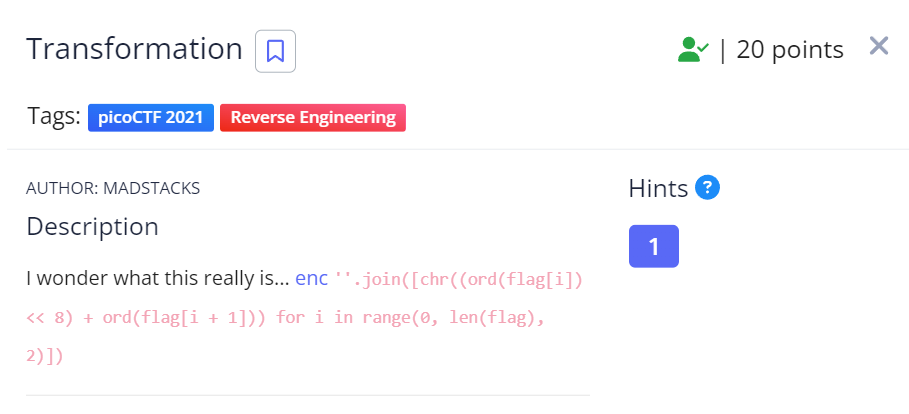 Transformation
| 20 points
Tags: picoCTF 2021 Reverse Engineering
AUTHOR: MADSTACKS
Hints ?
Description
1
I wonder what this really is... enc ''.join([chr((ord(flag[i])
<< 8) + ord(flag[i + 1])) for i in range(0, len(flag),
2)])